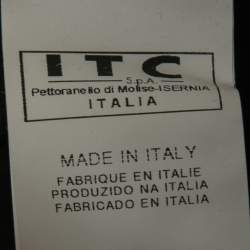 ITC
S.p.A.
Pettoranello di Molise-ISERNIA
ITALIA
MADE IN ITALY
FABRIQUE EN ITALIE
PRODUZIDO NA ITALIA
FABRICADO EN ITALIA